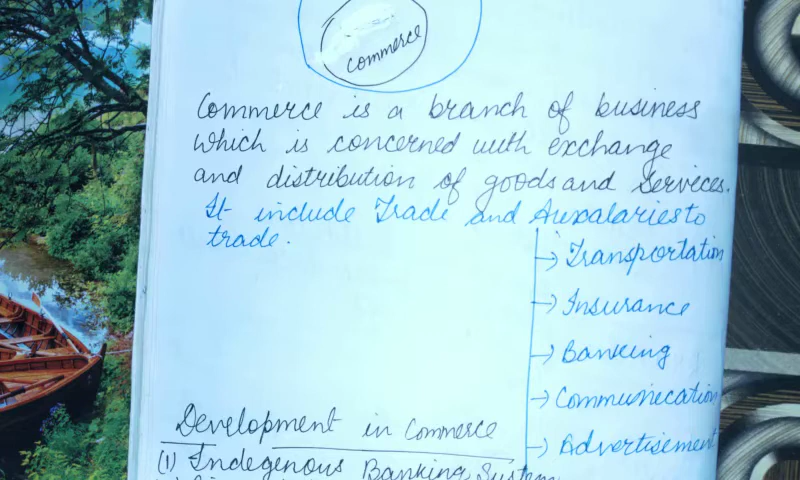 Commerce
Commerce is a branch of business
which is concerned with exchange
and distribution of goods and services.
It include Trade and Auxalaries to
trade.
→ Transportation
→ Insurance
→ Banking
→ Communication
→ Advertisement
Development in Commerce
(1) Indegenous Banking System